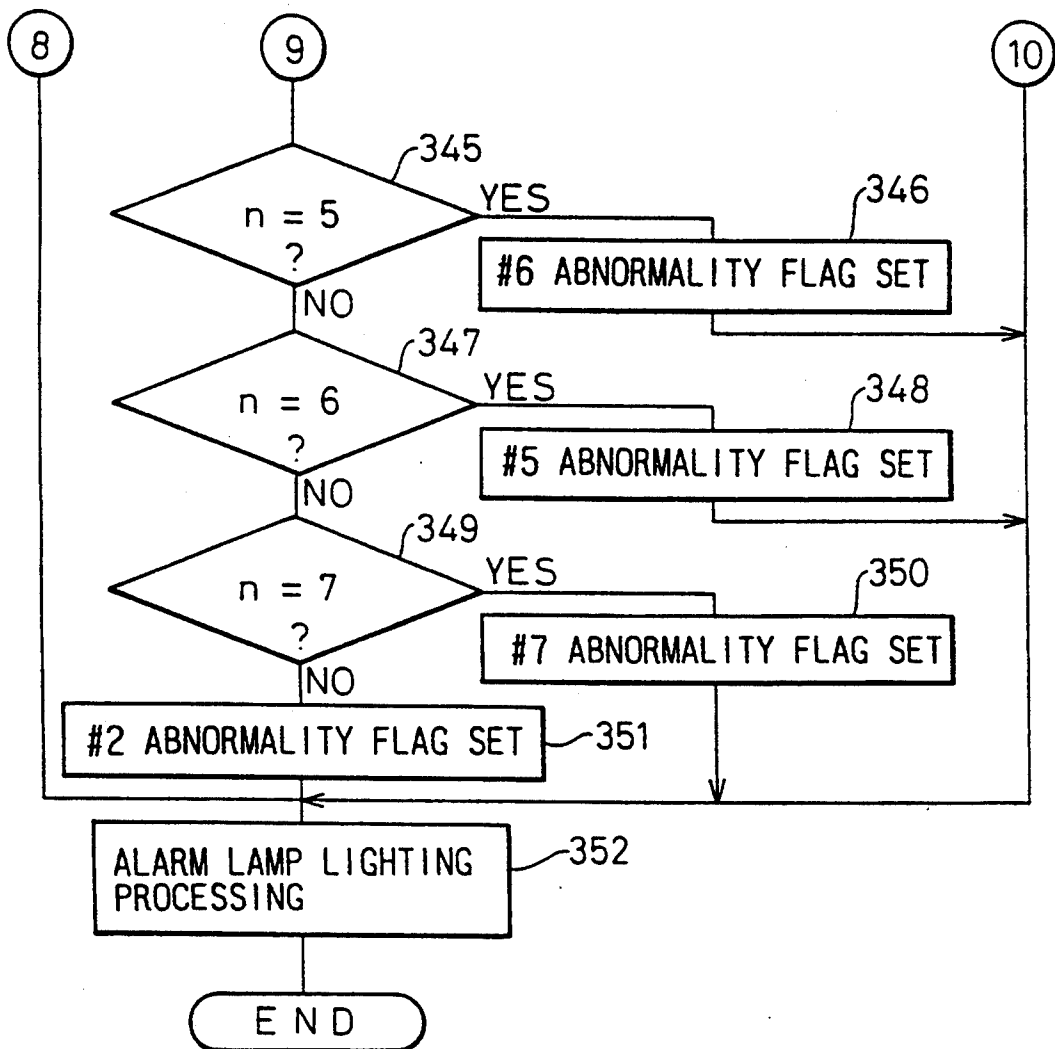 8
9
10
345
n = 5
?
YES
346
#6 ABNORMALITY FLAG SET
NO
347
n = 6
?
YES
348
#5 ABNORMALITY FLAG SET
NO
349
n = 7
?
YES
350
#7 ABNORMALITY FLAG SET
NO
#2 ABNORMALITY FLAG SET
351
ALARM LAMP LIGHTING
PROCESSING
352
END